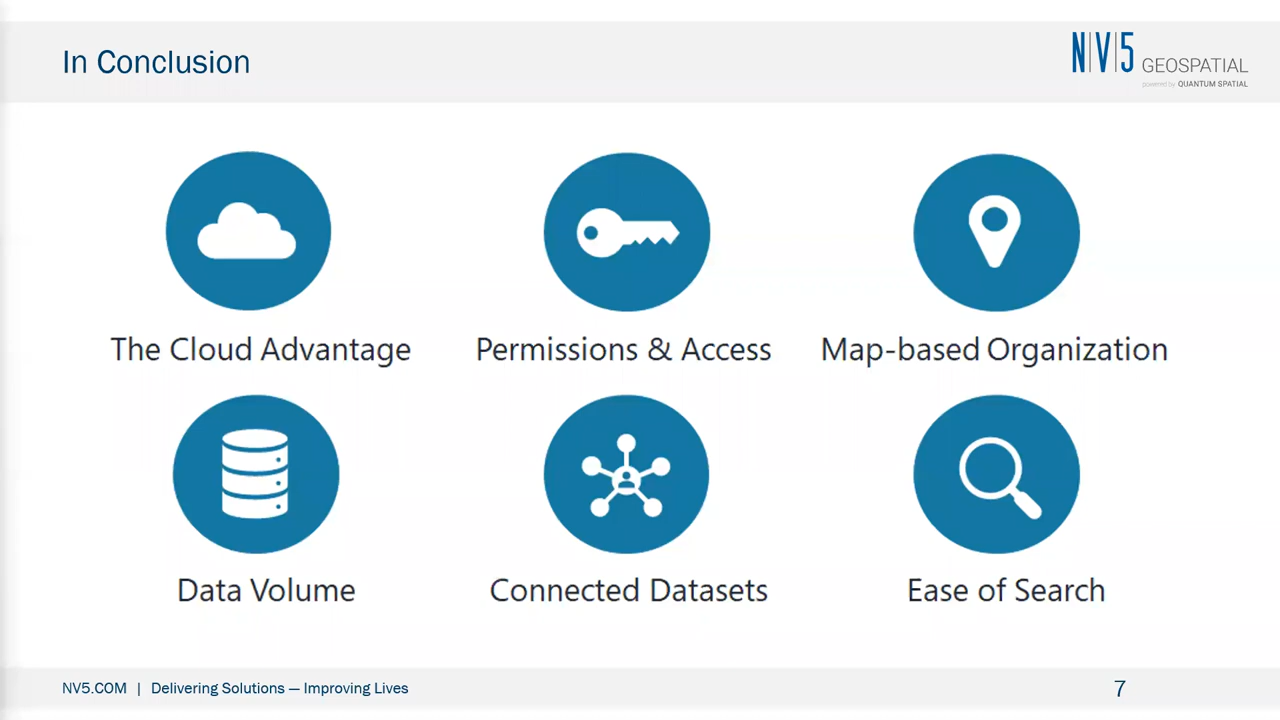 In Conclusion
N|V|5 GEOSPATIAL
powered by QUANTUM SPATIAL
The Cloud Advantage
Permissions & Access
Map-based Organization
Data Volume
Connected Datasets
Ease of Search
NV5.COM | Delivering Solutions — Improving Lives
7